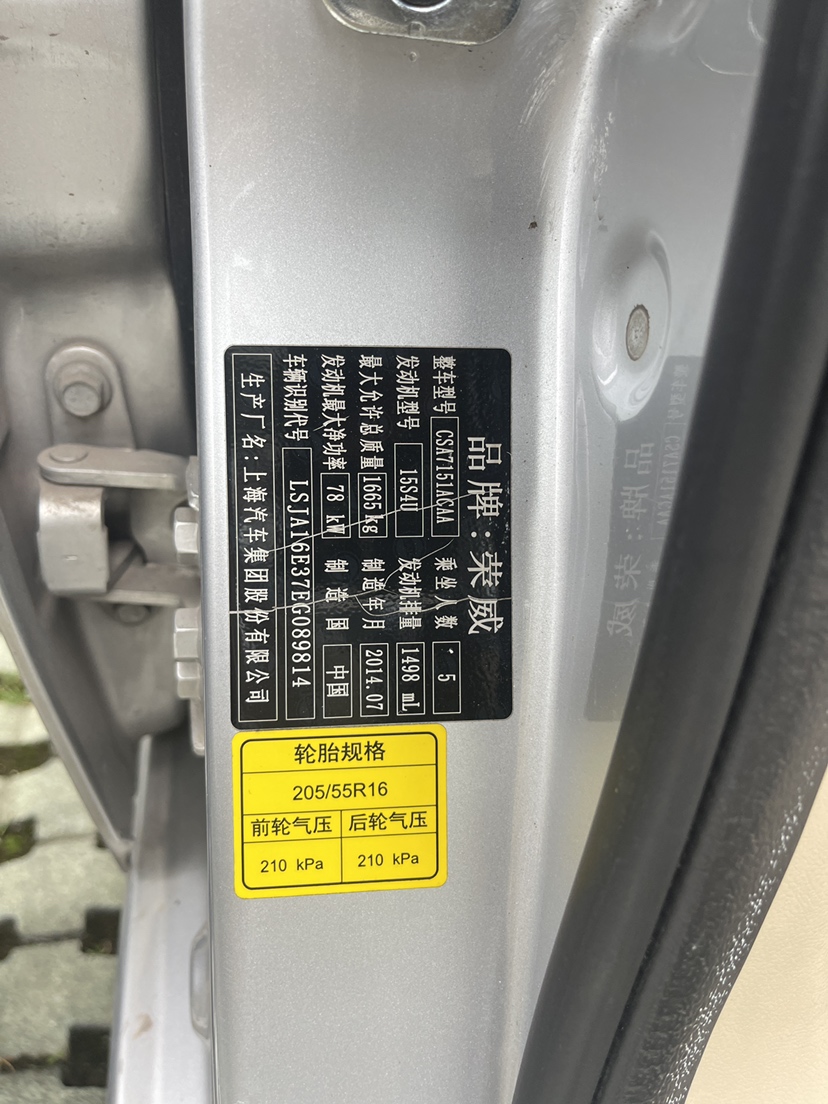 品牌:荣威
整车型号 CSA7151ACAA 乘坐人数 5
发动机型号 15S4U 发动机排量 1498 mL
最大允许总质量 1665kg 制造年月 2014.07
发动机最大净功率 78 kW 制造国 中国
车辆识别代号 LSJA16E37EG089814
生产厂名:上海汽车集团股份有限公司
轮胎规格
205/55R16
前轮气压 后轮气压
210 kPa 210 kPa